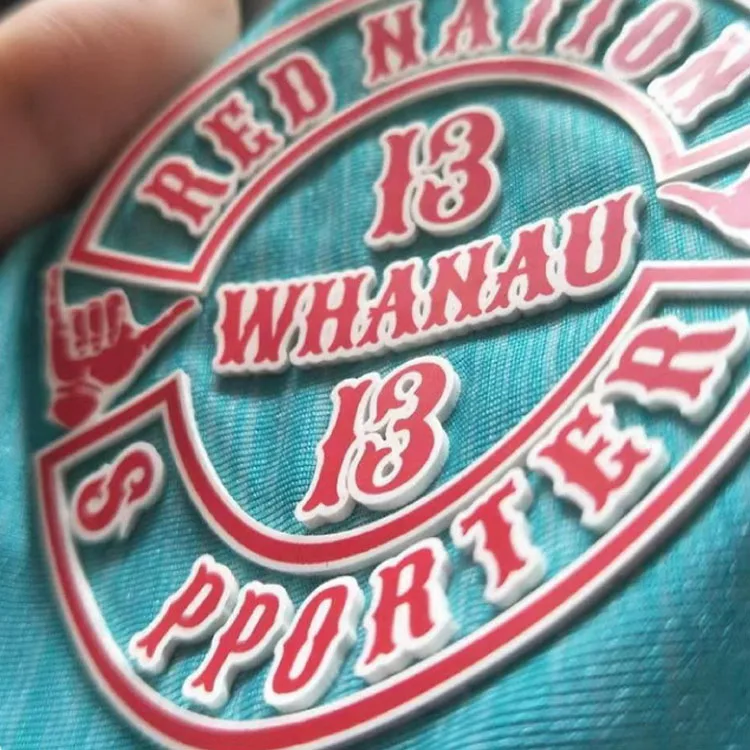 RED NATION
13
WHANAU
13
S PPORTER